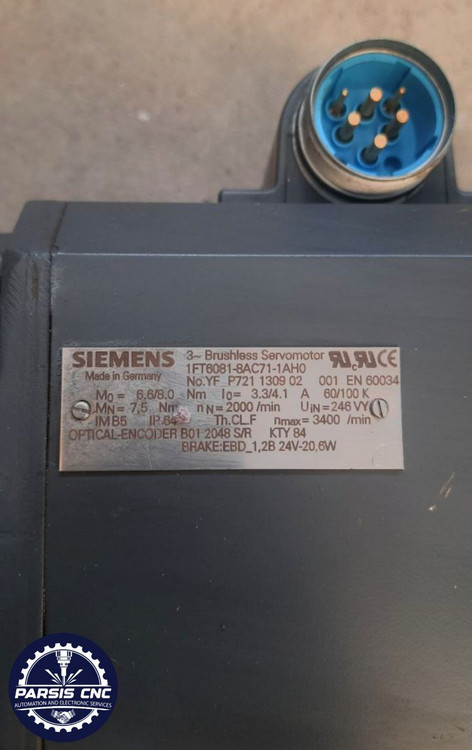 SIEMENS 3~ Brushless Servomotor
Made in Germany 1FT6081-8AC71-1AH0
No.YF P721 1309 02 001 EN 60034
M0 = 6,6/8.0 Nm I0= 3.3/4.1 A 60/100 K
MN= 7,5 Nm nN= 2000/min UIN= 246 VY
IM B5 IP 64 Th.CL.F nmax= 3400 /min
OPTICAL-ENCODER B01 2048 S/R KTY 84
BRAKE:EBD_1,2B 24V-20,6W
PARSIS CNC
AUTOMATION AND ELECTRONIC SERVICES